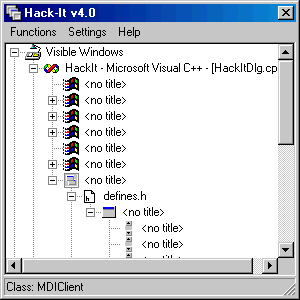 Hack-It v4.0
Functions Settings Help
Visible Windows
HackIt - Microsoft Visual C++ - [HackItDlg.cp
<no title>
<no title>
<no title>
<no title>
<no title>
<no title>
defines.h
<no title>
<no title>
<no title>
<no title>
Class: MDIClient